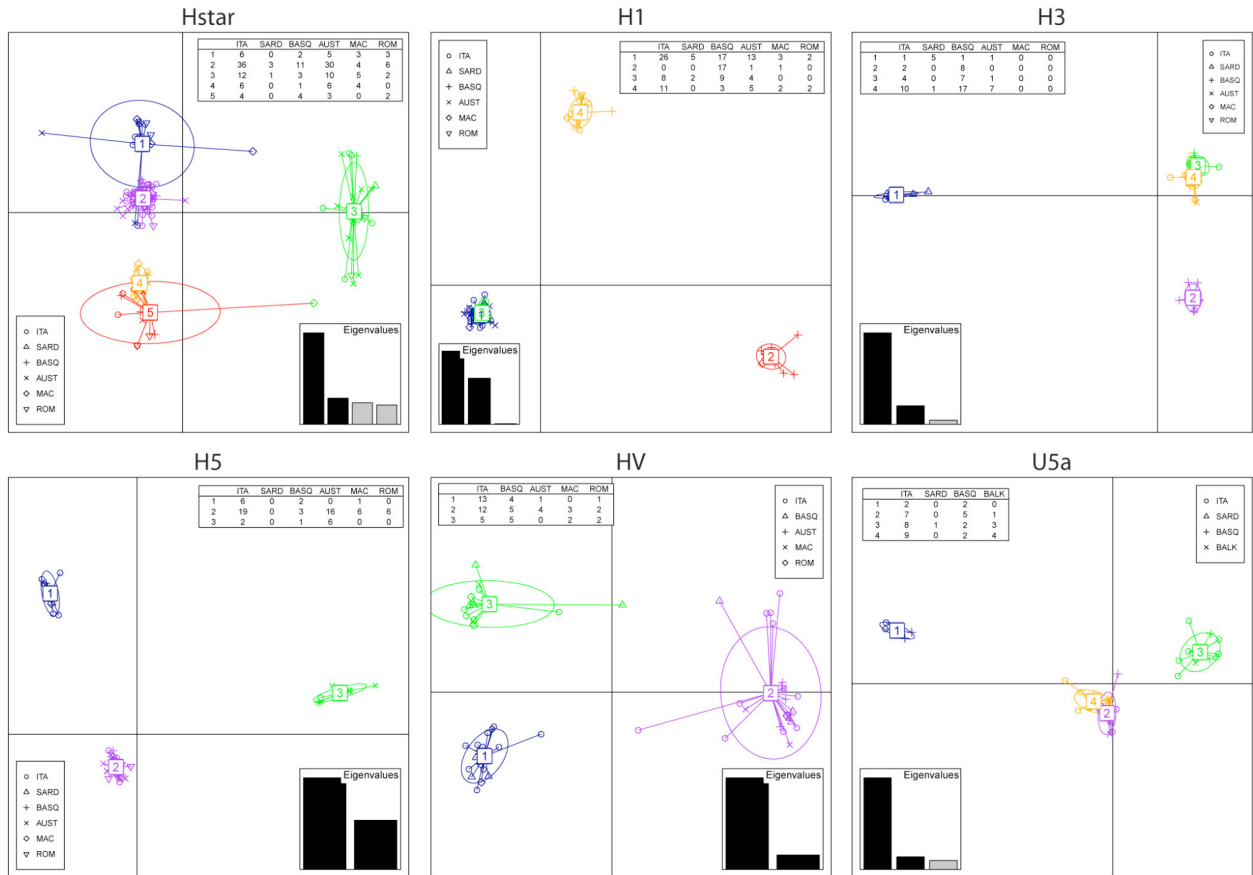 Hstar
ITA SARD BASQ AUST MAC ROM
1 6 0 2 5 3 3
2 36 3 11 30 4 6
3 12 1 3 10 5 2
4 6 0 1 6 4 0
5 4 0 4 3 0 2
1
2
3
4
5
ITA
SARD
BASQ
AUST
MAC
ROM
Eigenvalues
H1
ITA SARD BASQ AUST MAC ROM
1 26 5 17 13 3 2
2 0 0 17 1 0 0
3 8 2 9 4 0 0
4 11 0 3 5 2 2
ITA
SARD
BASQ
AUST
MAC
ROM
4
3
2
Eigenvalues
H3
ITA SARD BASQ AUST MAC ROM
1 1 5 1 1 0 0
2 2 0 8 0 0 0
3 4 0 7 1 0 0
4 10 1 17 7 0 0
ITA
SARD
BASQ
AUST
MAC
ROM
1
3
4
2
Eigenvalues
H5
ITA SARD BASQ AUST MAC ROM
1 6 0 2 0 1 0
2 19 0 3 16 6 6
3 2 0 1 6 0 0
1
3
2
ITA
SARD
BASQ
AUST
MAC
ROM
Eigenvalues
HV
ITA BASQ AUST MAC ROM
1 13 4 1 0 1
2 12 5 4 3 2
3 5 5 0 2 2
ITA
BASQ
AUST
MAC
ROM
3
2
1
Eigenvalues
U5a
ITA SARD BASQ BALK
1 2 0 2 0
2 7 0 5 1
3 8 1 2 3
4 9 0 2 4
ITA
SARD
BASQ
BALK
1
3
4
2
Eigenvalues